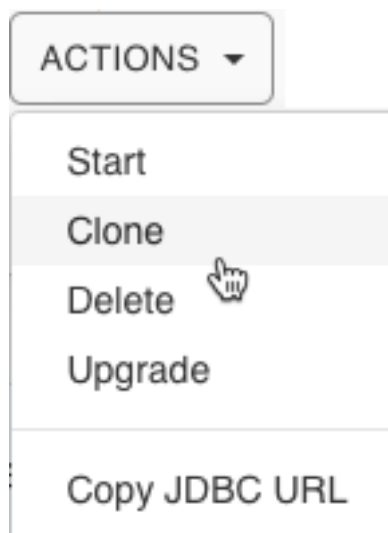 ACTIONS
Start
Clone
Delete
Upgrade
Copy JDBC URL